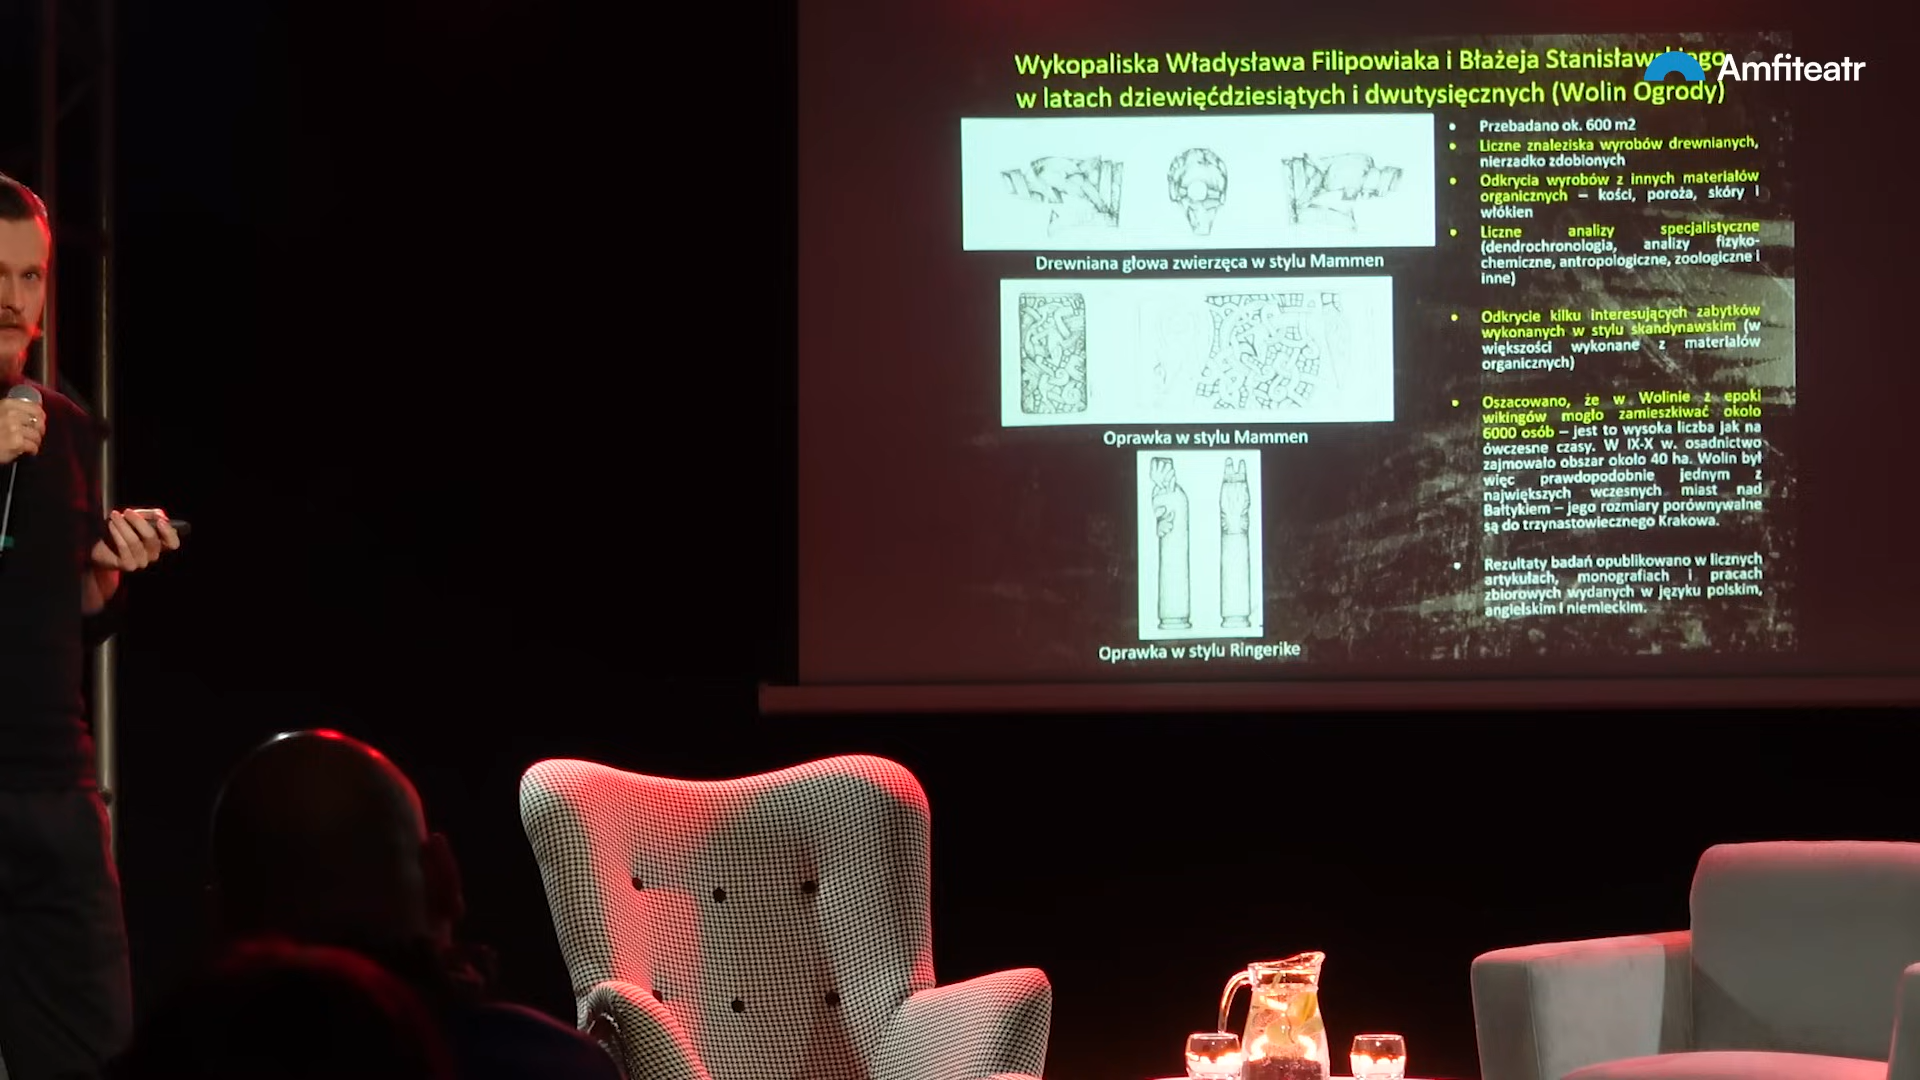 Wykopaliska Władysława Filipowiaka i Błażeja Stanisławskiego
w latach dziewięćdziesiątych i dwutysięcznych (Wolin Ogrody)
Amfiteatr
Drewniana głowa zwierzęca w stylu Mammen
Oprawka w stylu Mammen
Oprawka w stylu Ringerike
• Przebadano ok. 600 m2
• Liczne znaleziska wyrobów drewnianych,
nierzadko zdobionych
• Odkrycia wyrobów z innych materiałów
organicznych – kości, poroża, skóry i
włókien
• Liczne analizy specjalistyczne
(dendrochronologia, analizy fizyko-
chemiczne, antropologiczne, zoologiczne i
inne)
• Odkrycie kilku interesujących zabytków
wykonanych w stylu skandynawskim (w
większości wykonane z materiałów
organicznych)
• Oszacowano, że w Wolinie z epoki
wikingów mogło zamieszkiwać około
6000 osób – jest to wysoka liczba jak na
ówczesne czasy. W IX-X w. osadnictwo
zajmowało obszar około 40 ha. Wolin był
więc prawdopodobnie jednym z
największych wczesnych miast nad
Bałtykiem – jego rozmiary porównywalne
są do trzynastowiecznego Krakowa.
• Rezultaty badań opublikowano w licznych
artykułach, monografiach i pracach
zbiorowych wydanych w języku polskim,
angielskim i niemieckim.